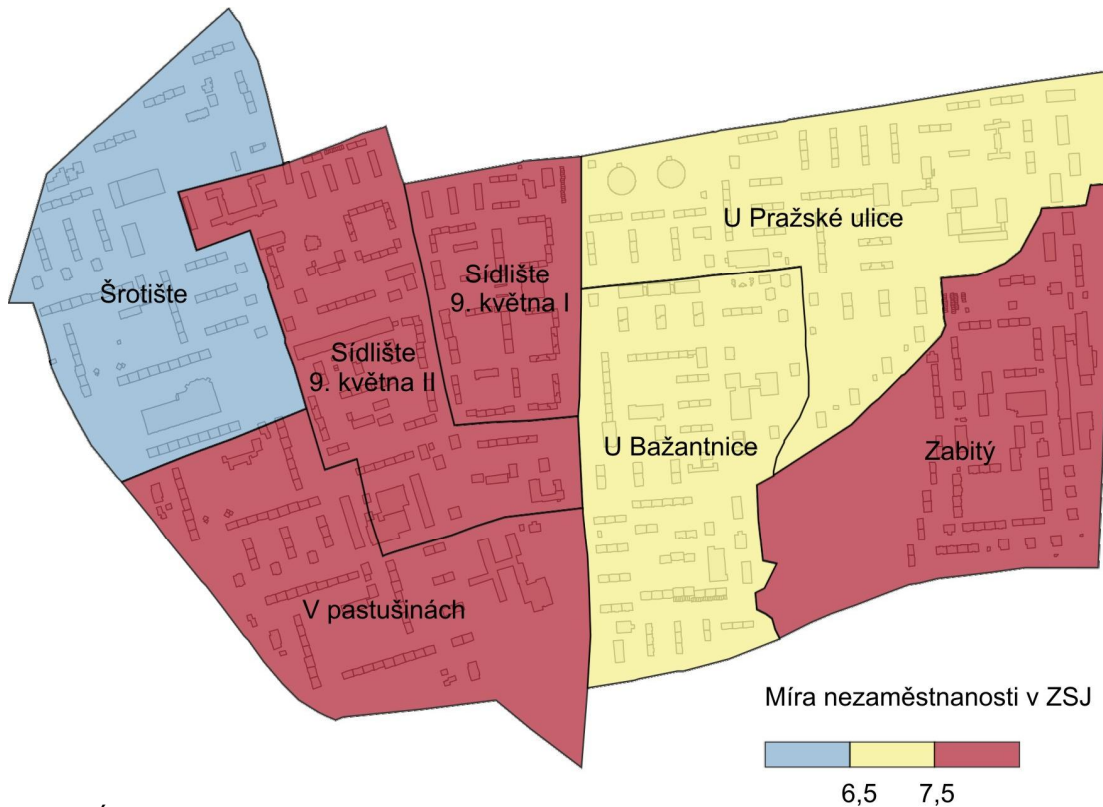 U Pražské ulice
Šrotiště
Sídliště
9. května I
Sídliště
9. května II
U Bažantnice
Zabitý
V pastušinách
Míra nezaměstnanosti v ZSJ
6,5
7,5